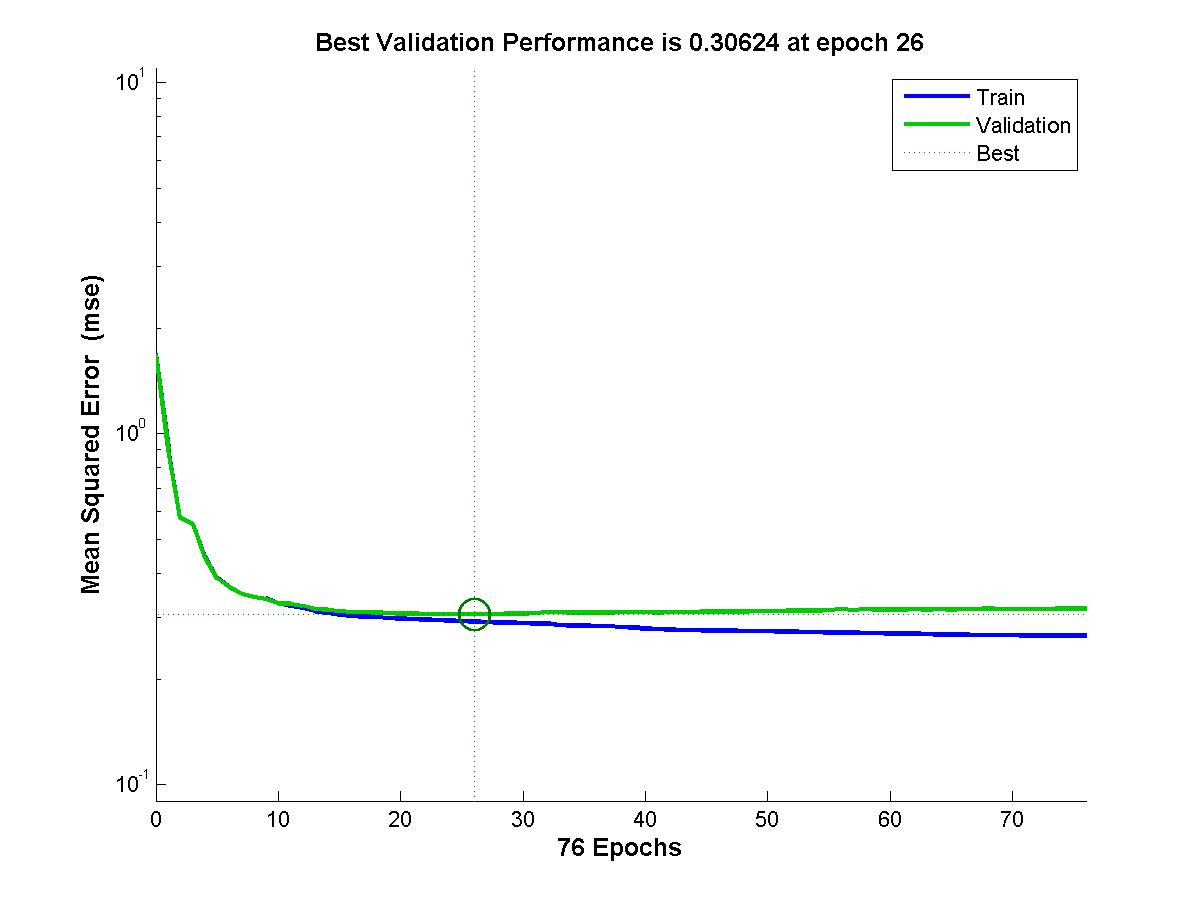 Best Validation Performance is 0.30624 at epoch 26
Train
Validation
Best
Mean Squared Error (mse)
10^1
10^0
10^-1
0 10 20 30 40 50 60 70
76 Epochs